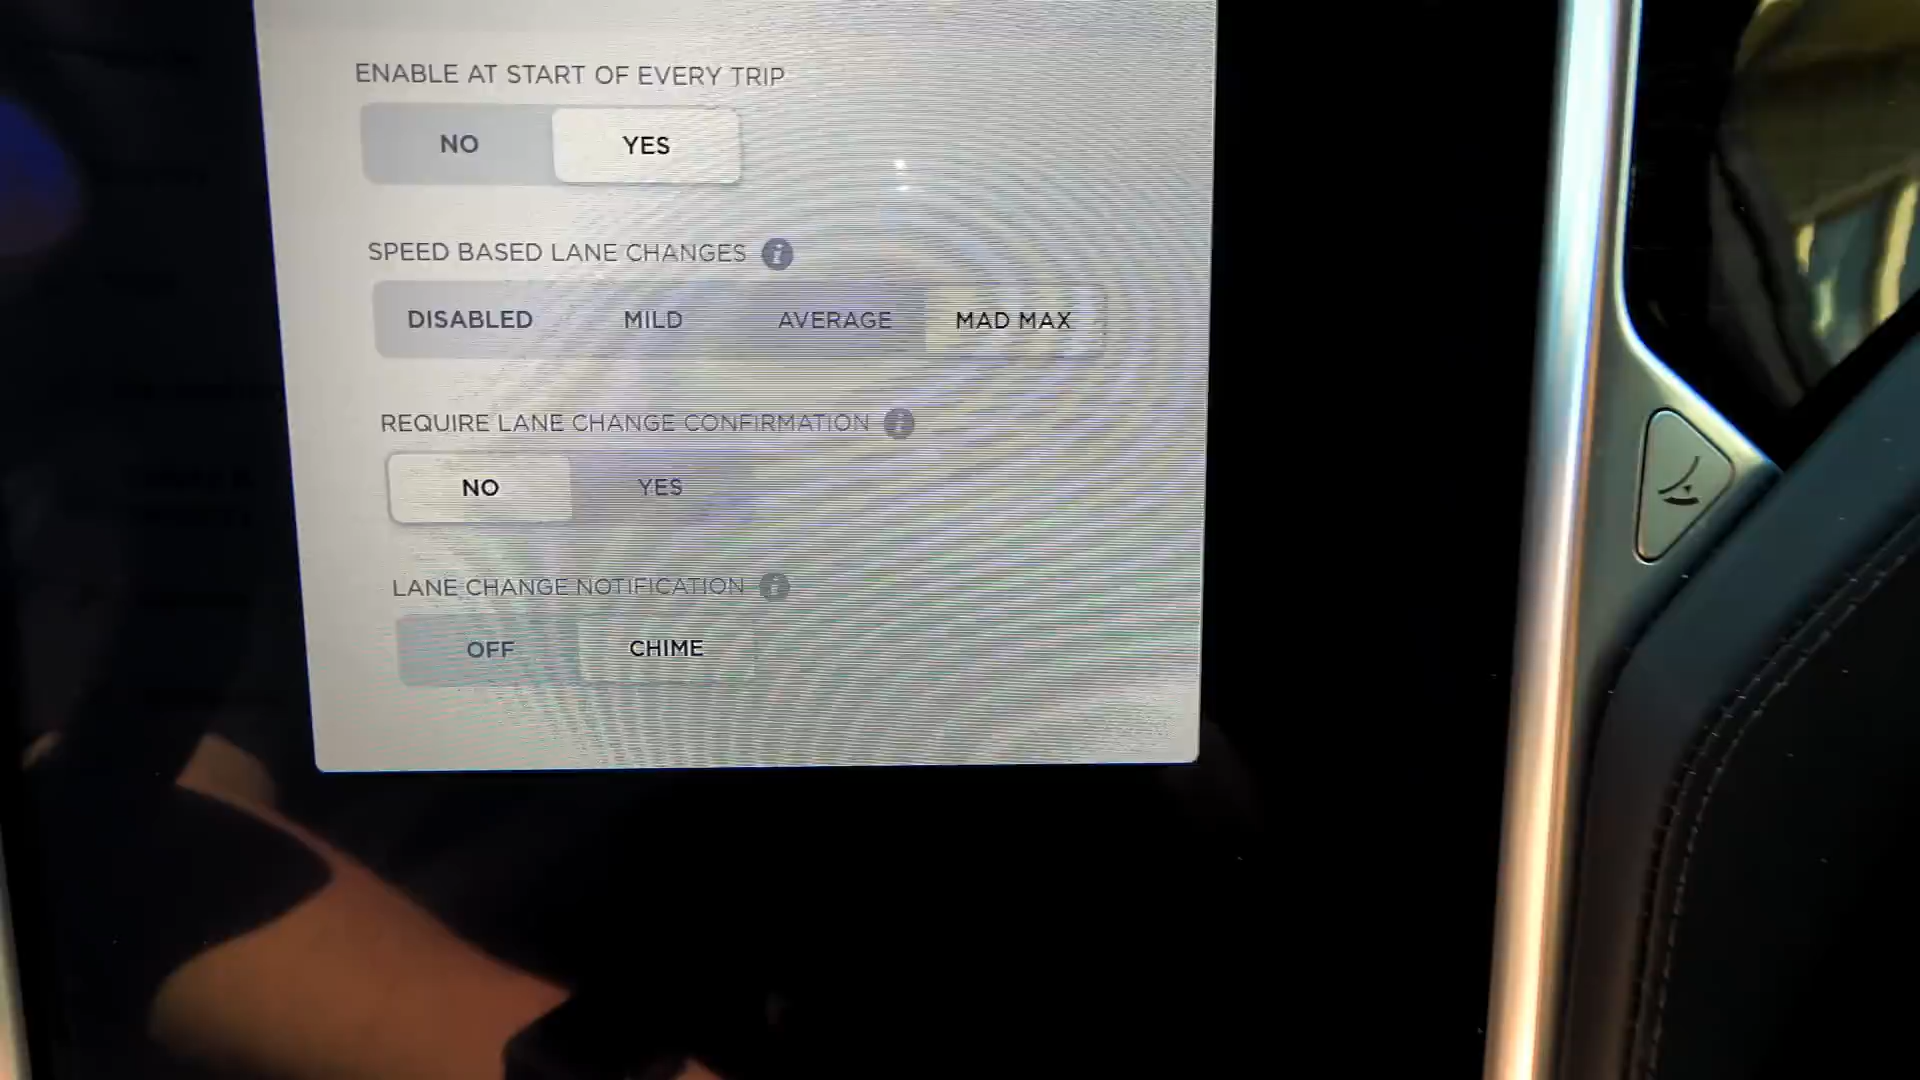 ENABLE AT START OF EVERY TRIP
NO YES
SPEED BASED LANE CHANGES i
DISABLED MILD AVERAGE MAD MAX
REQUIRE LANE CHANGE CONFIRMATION i
NO YES
LANE CHANGE NOTIFICATION i
OFF CHIME